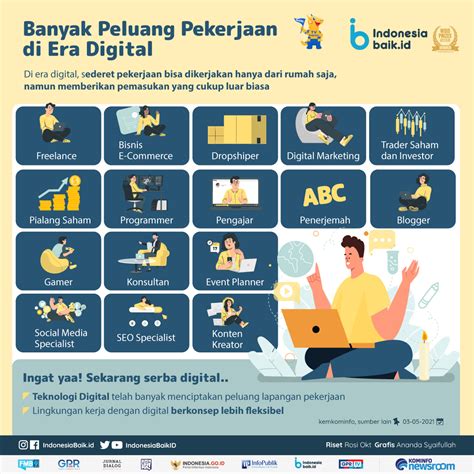 Banyak Peluang Pekerjaan
di Era Digital
Indonesia
baik.id
Di era digital, sederet pekerjaan bisa dikerjakan hanya dari rumah saja,
namun memberikan pemasukan yang cukup luar biasa
Freelance
Bisnis
E-Commerce
Dropshiper
Digital Marketing
Trader Saham
dan Investor
Pialang Saham
Programmer
Pengajar
ABC
Penerjemah
Blogger
Gamer
Konsultan
Event Planner
Social Media
Specialist
SEO Specialist
Konten
Kreator
Ingat yaa! Sekarang serba digital..
Teknologi Digital telah banyak menciptakan peluang lapangan pekerjaan
Lingkungan kerja dengan digital berkonsep lebih fleksibel
kemkominfo, sumber lain
03-05-2021
IndonesiaBaik.id
IndonesiaBaikID
Riset Rosi Okt Grafis Ananda Syaifullah
FMB
GPR
JURNAL
DIALOG
INDONESIA.GO.ID
InfoPublik
GPRTV
KOMINFO
newsroom